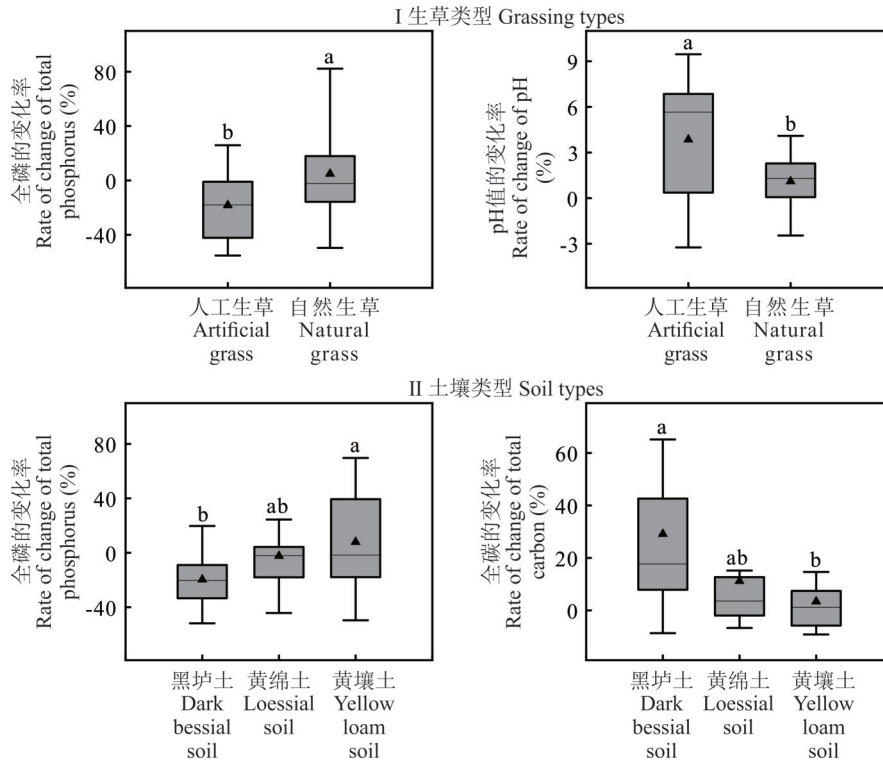 I 生草类型 Grassing types
全磷的变化率
Rate of change of total
phosphorus (%)
80
40
0
-40
b
a
人工生草
Artificial
grass
自然生草
Natural
grass
pH值的变化率
Rate of change of pH
(%)
9
6
3
0
-3
a
b
人工生草
Artificial
grass
自然生草
Natural
grass
II 土壤类型 Soil types
全磷的变化率
Rate of change of total
phosphorus (%)
80
40
0
-40
b
ab
a
黑垆土
Dark
bessial
soil
黄绵土
Loessial
soil
黄壤土
Yellow
loam
soil
全碳的变化率
Rate of change of total
carbon (%)
60
40
20
0
a
ab
b
黑垆土
Dark
bessial
soil
黄绵土
Loessial
soil
黄壤土
Yellow
loam
soil